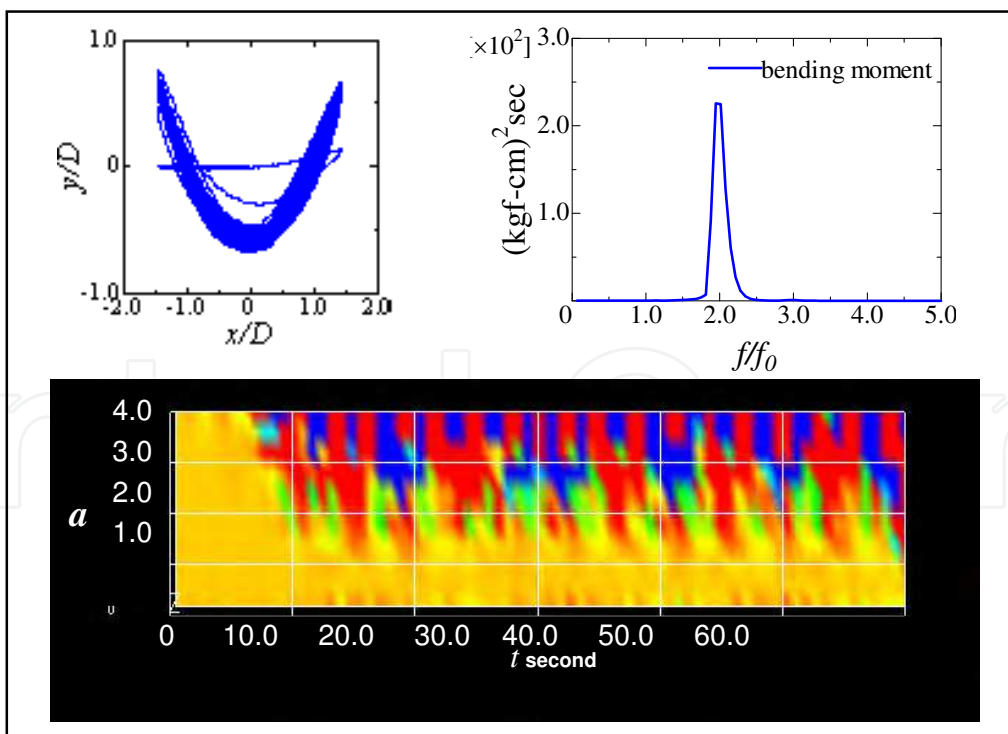 1.0
y/D
0
-1.0
-2.0 -1.0 0 1.0 2.0
x/D
[×10²]
3.0
(kgf-cm)² sec
2.0
1.0
bending moment
0 1.0 2.0 3.0 4.0 5.0
f/f₀
4.0
3.0
2.0
a
1.0
0 10.0 20.0 30.0 40.0 50.0 60.0
t second